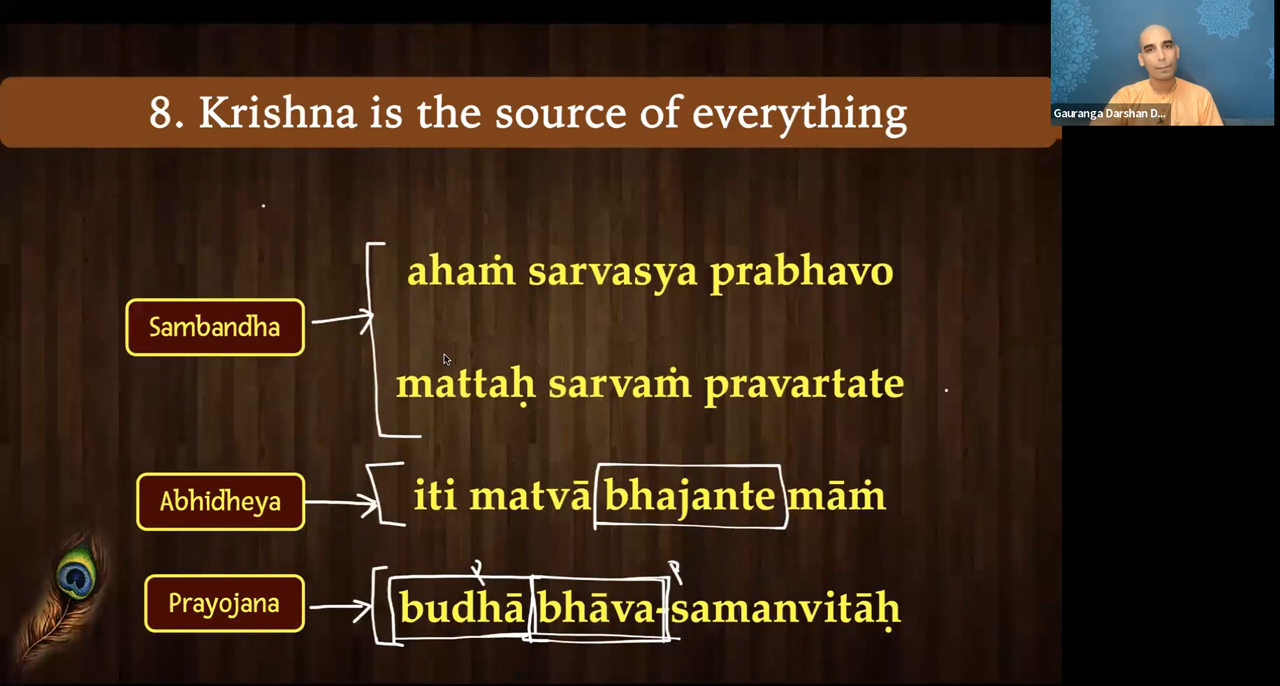 8. Krishna is the source of everything
Gauranga Darshan D...
ahaṁ sarvasya prabhavo
Sambandha
mattaḥ sarvaṁ pravartate
Abhidheya
iti matvā bhajante māṁ
Prayojana
budhā bhāva-samanvitāḥ